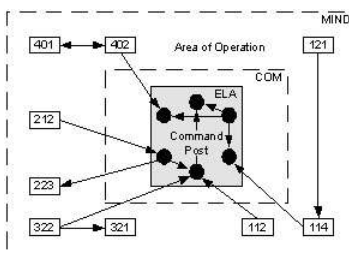 MIND
401
402
Area of Operation
121
COM
ELA
212
Command
Post
223
322
321
112
114